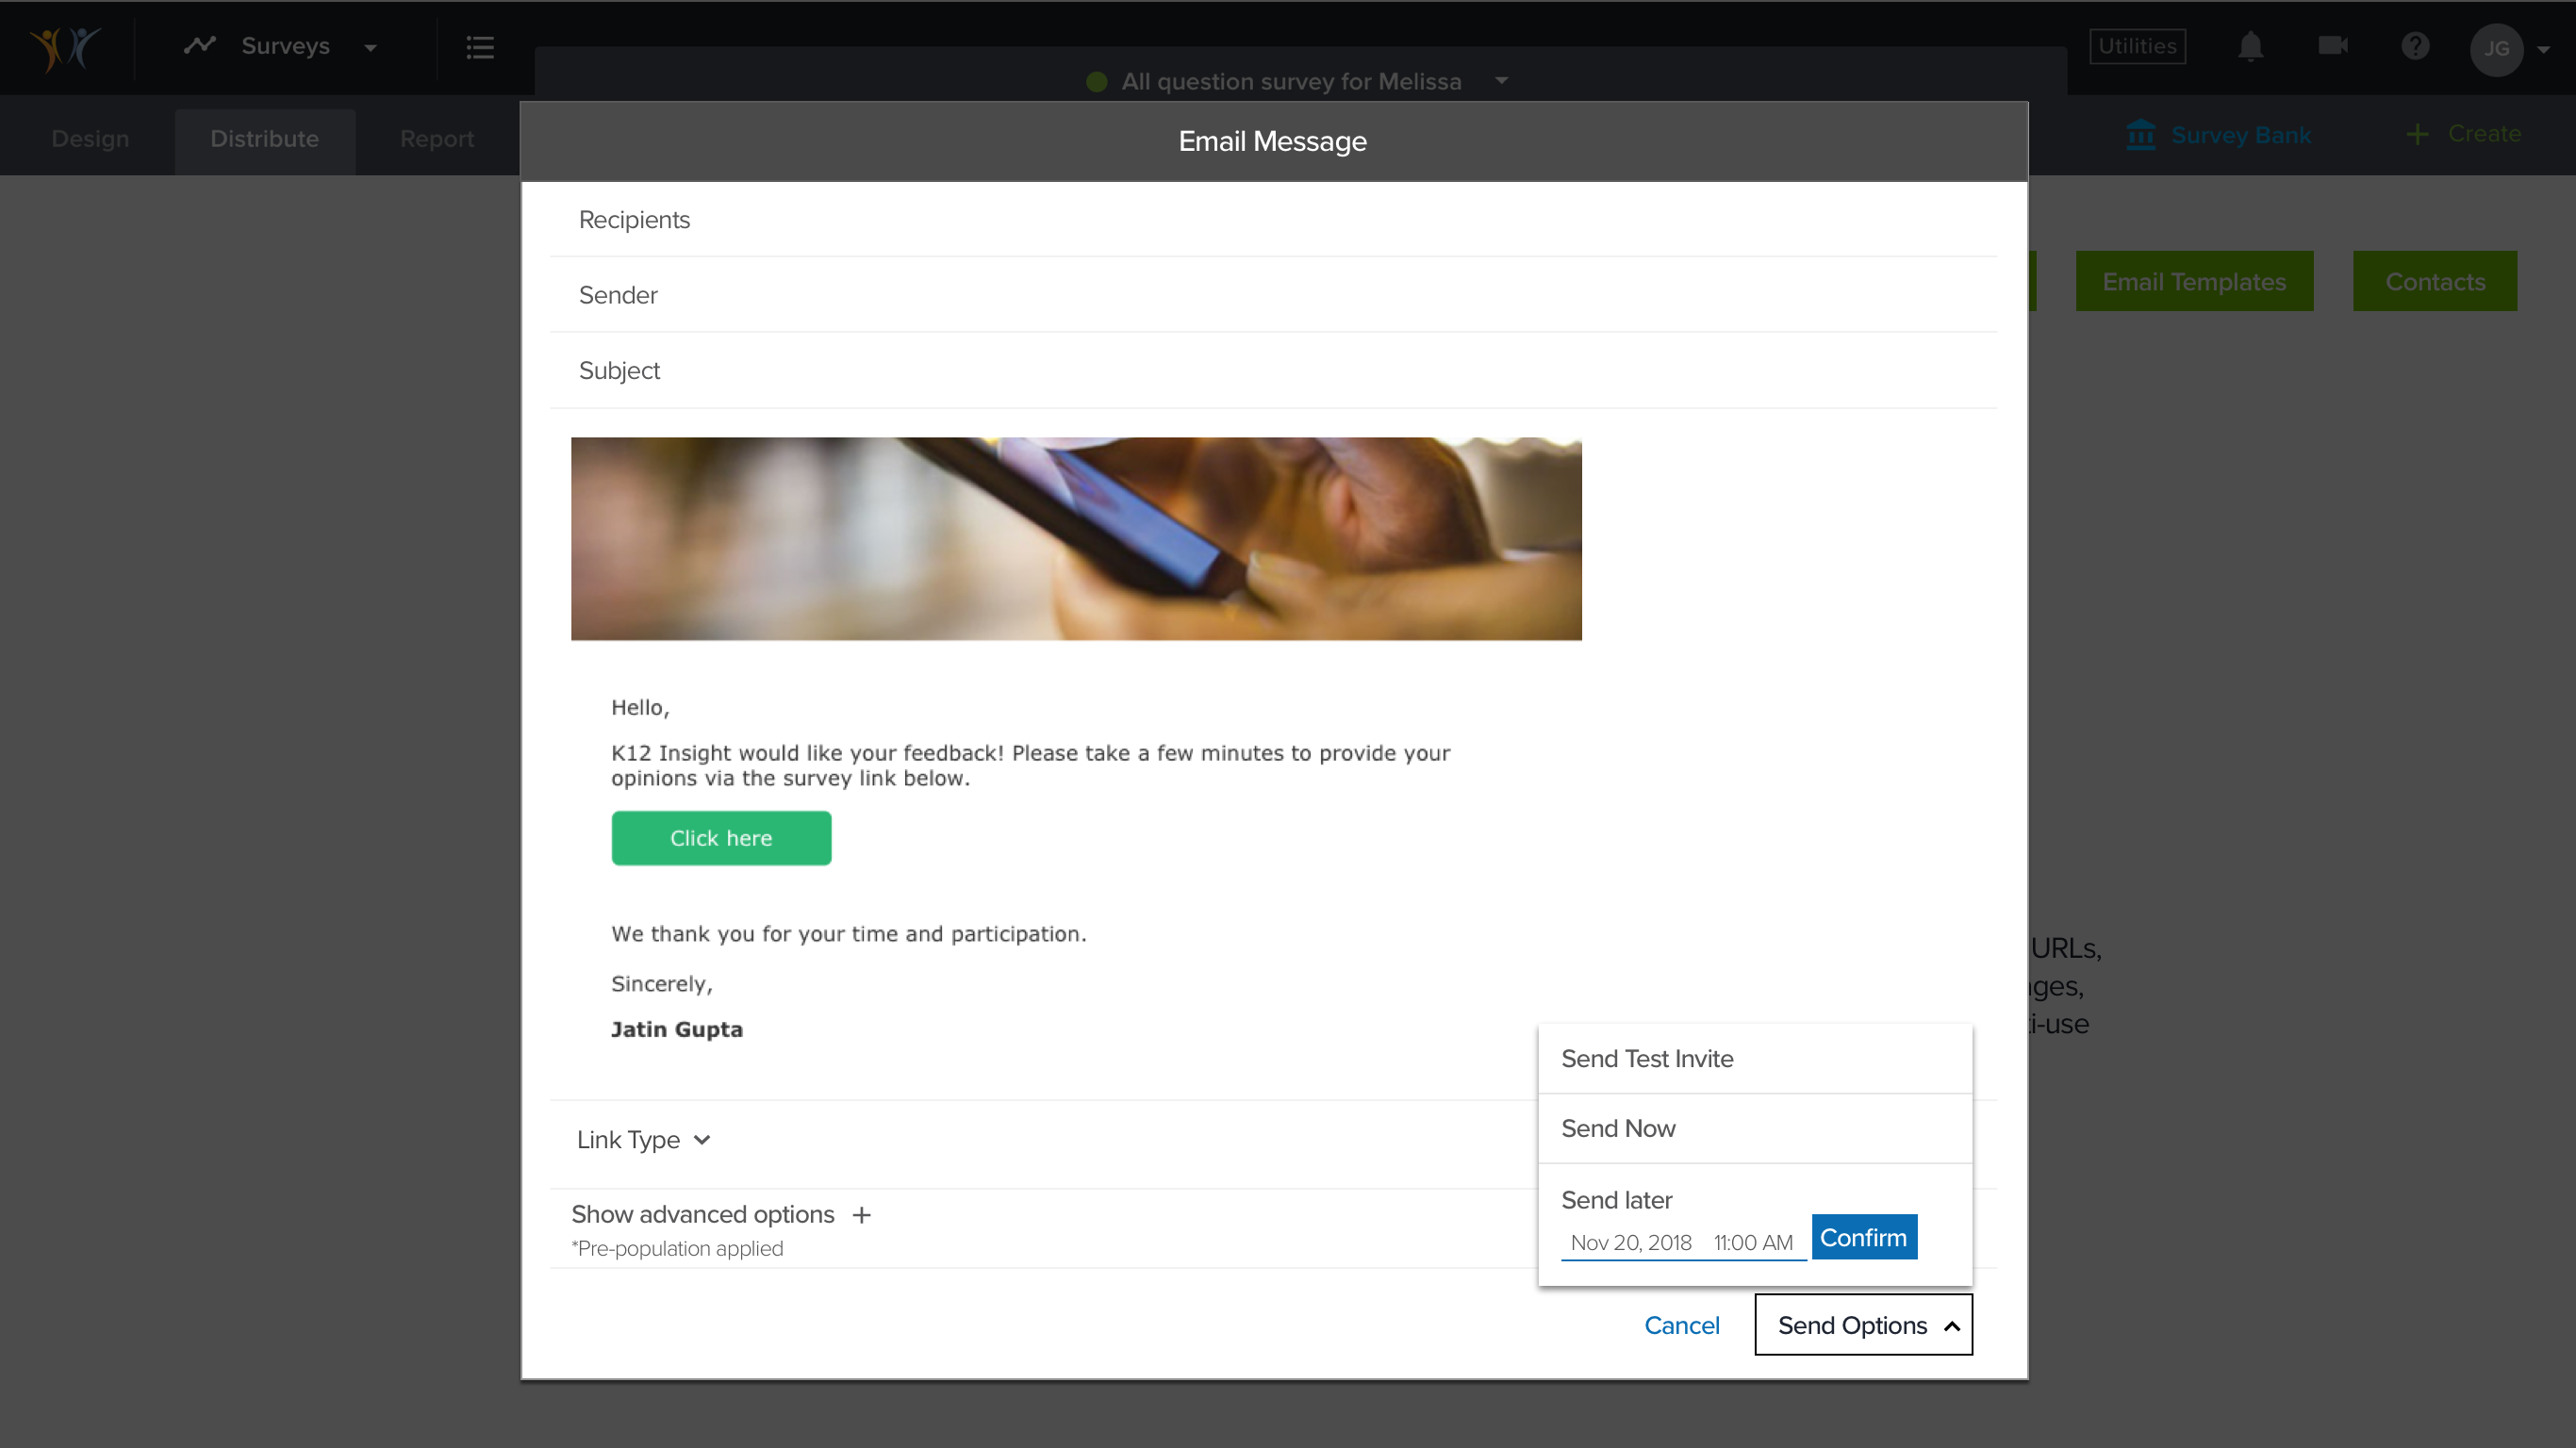 Surveys
All question survey for Melissa
Utilities
JG
Design
Distribute
Report
Survey Bank
Create
Email Message
Recipients
Sender
Subject
Email Templates
Contacts
Hello,
K12 Insight would like your feedback! Please take a few minutes to provide your
opinions via the survey link below.
Click here
We thank you for your time and participation.
Sincerely,
Jatin Gupta
URLs,
ges,
i-use
Link Type
Show advanced options +
*Pre-population applied
Send Test Invite
Send Now
Send later
Nov 20, 2018 11:00 AM
Confirm
Cancel
Send Options